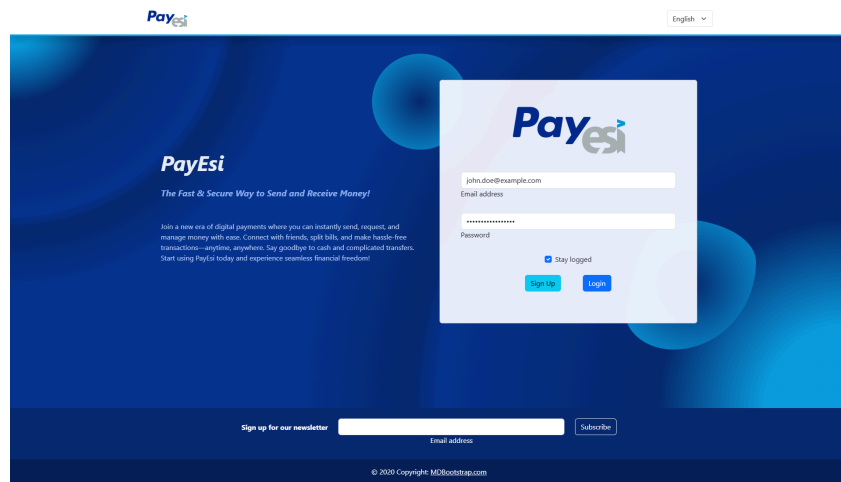 Payesi
English
Payesi
PayEsi
The Fast & Secure Way to Send and Receive Money!
Join a new era of digital payments where you can instantly send, request, and
manage money with ease. Connect with friends, split bills, and make hassle-free
transactions—anytime, anywhere. Say goodbye to cash and complicated transfers.
Start using PayEsi today and experience seamless financial freedom!
john.doe@example.com
Email address
•••••••••••••••••
Password
Stay logged
Sign Up
Login
Sign up for our newsletter
Subscribe
Email address
© 2020 Copyright: MDBootstrap.com